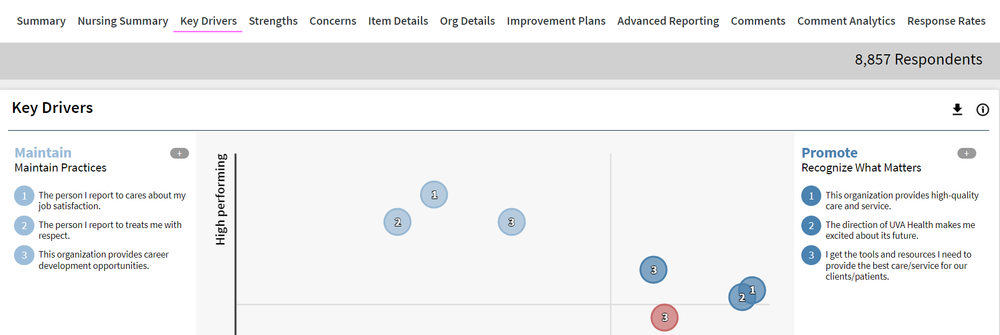 Summary Nursing Summary Key Drivers Strengths Concerns Item Details Org Details Improvement Plans Advanced Reporting Comments Comment Analytics Response Rates
8,857 Respondents
Key Drivers
Maintain
+
Maintain Practices
1 The person I report to cares about my
job satisfaction.
2 The person I report to treats me with
respect.
3 This organization provides career
development opportunities.
High performing
1
2
3
3
1
2
3
Promote
+
Recognize What Matters
1 This organization provides high-quality
care and service.
2 The direction of UVA Health makes me
excited about its future.
3 I get the tools and resources I need to
provide the best care/service for our
clients/patients.